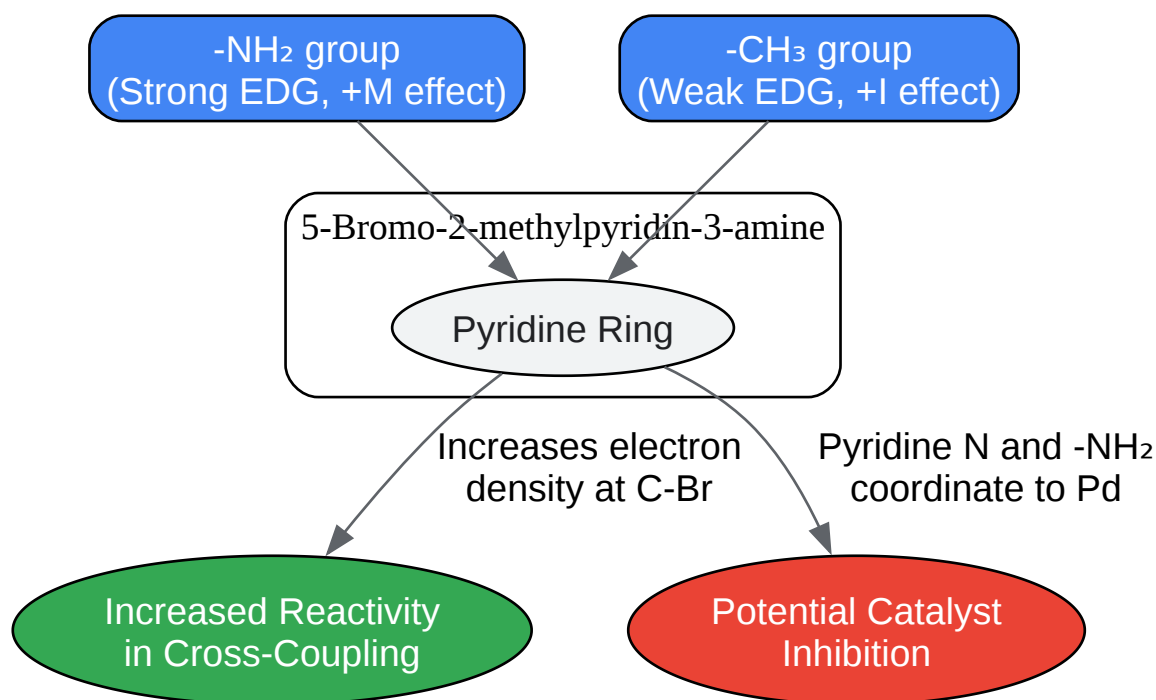 -NH₂ group
(Strong EDG, +M effect)
-CH₃ group
(Weak EDG, +I effect)
5-Bromo-2-methylpyridin-3-amine
Pyridine Ring
Increases electron
density at C-Br
Pyridine N and -NH₂
coordinate to Pd
Increased Reactivity
in Cross-Coupling
Potential Catalyst
Inhibition